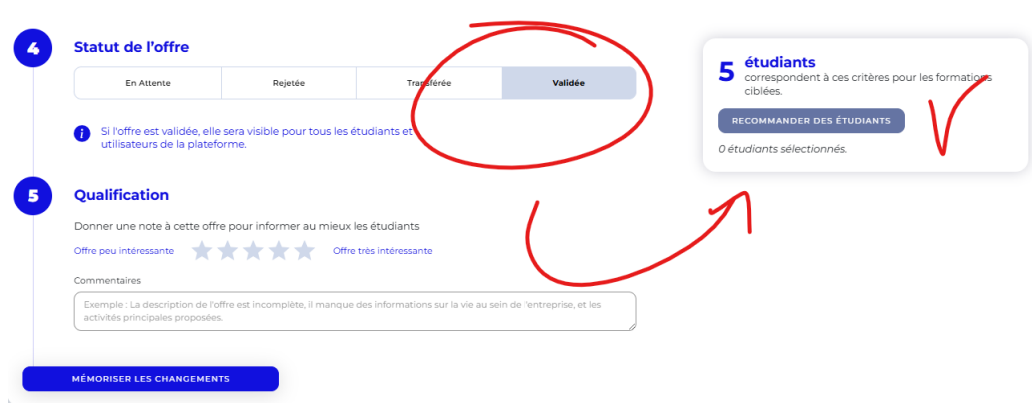 4
Statut de l'offre
En Attente
Rejetée
Transférée
Validée
Si l'offre est validée, elle sera visible pour tous les étudiants et
utilisateurs de la plateforme.
5
Qualification
Donner une note à cette offre pour informer au mieux les étudiants
Offre peu intéressante
Offre très intéressante
Commentaires
Exemple : La description de l'offre est incomplète, il manque des informations sur la vie au sein de l'entreprise, et les
activités principales proposées.
MÉMORISER LES CHANGEMENTS
5 étudiants
correspondent à ces critères pour les formations
ciblées.
RECOMMANDER DES ÉTUDIANTS
0 étudiants sélectionnés.